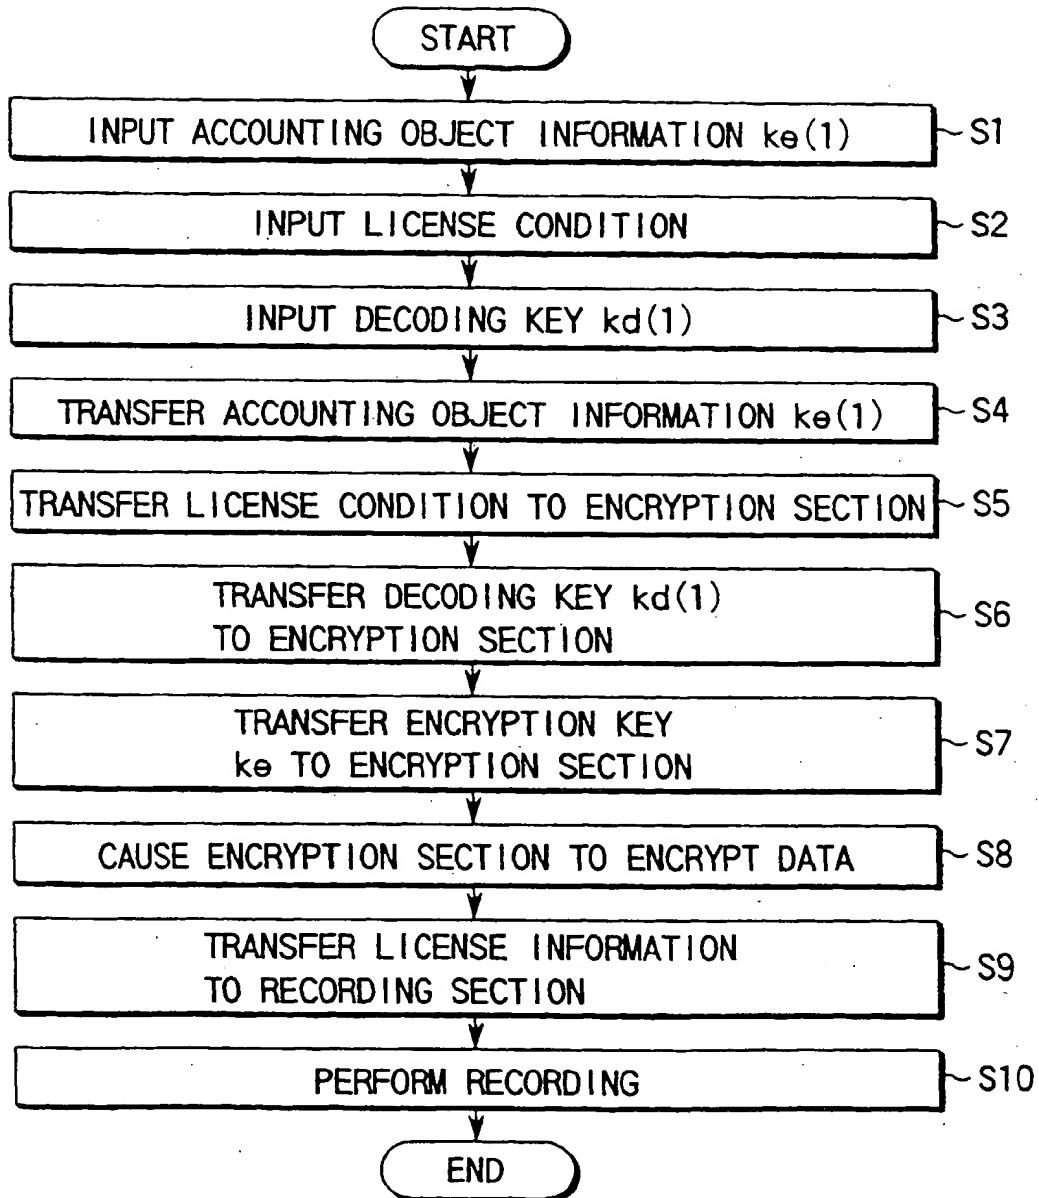 START
INPUT ACCOUNTING OBJECT INFORMATION ke(1)
S1
INPUT LICENSE CONDITION
S2
INPUT DECODING KEY kd(1)
S3
TRANSFER ACCOUNTING OBJECT INFORMATION ke(1)
S4
TRANSFER LICENSE CONDITION TO ENCRYPTION SECTION
S5
TRANSFER DECODING KEY kd(1)
TO ENCRYPTION SECTION
S6
TRANSFER ENCRYPTION KEY
ke TO ENCRYPTION SECTION
S7
CAUSE ENCRYPTION SECTION TO ENCRYPT DATA
S8
TRANSFER LICENSE INFORMATION
TO RECORDING SECTION
S9
PERFORM RECORDING
S10
END